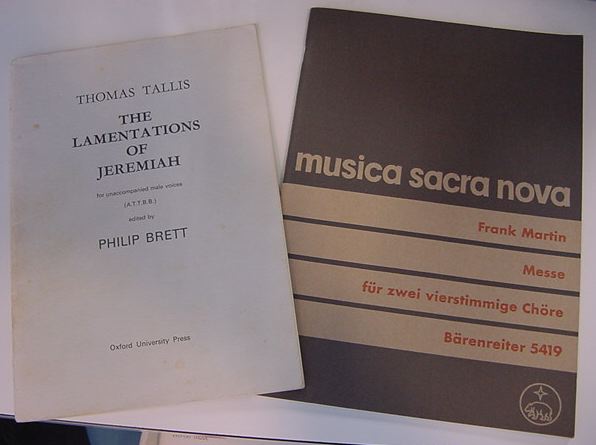 THOMAS TALLIS
THE
LAMENTATIONS
OF
JEREMIAH
for unaccompanied male voices
(A.T.T.B.B.)
edited by
PHILIP BRETT
Oxford University Press
musica sacra nova
Frank Martin
Messe
für zwei vierstimmige Chöre
Bärenreiter 5419